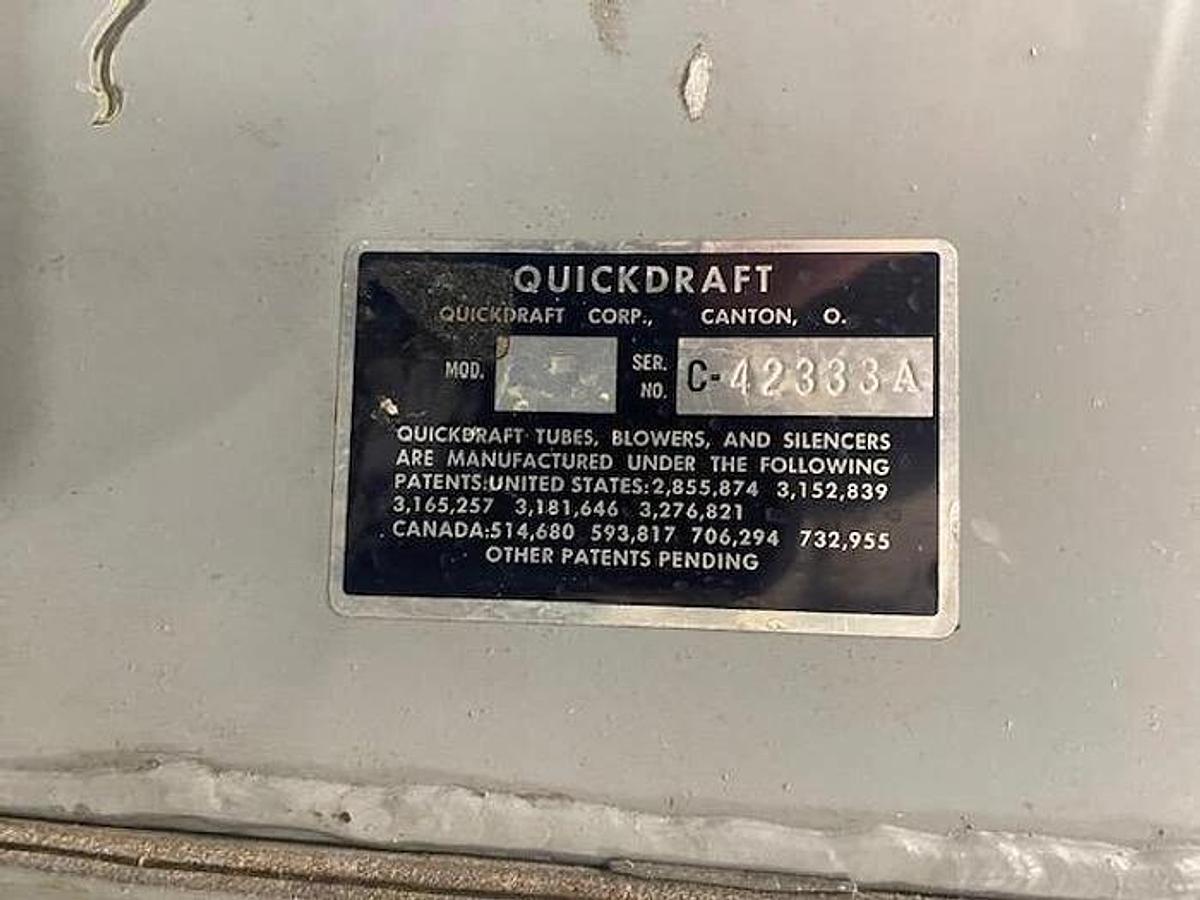 QUICKDRAFT
QUICKDRAFT CORP., CANTON, O.
MOD. SER. NO. C-42333A
QUICKDRAFT TUBES, BLOWERS, AND SILENCERS
ARE MANUFACTURED UNDER THE FOLLOWING
PATENTS:UNITED STATES:2,855,874 3,152,839
3,165,257 3,181,646 3,276,821
CANADA:514,680 593,817 706,294 732,955
OTHER PATENTS PENDING